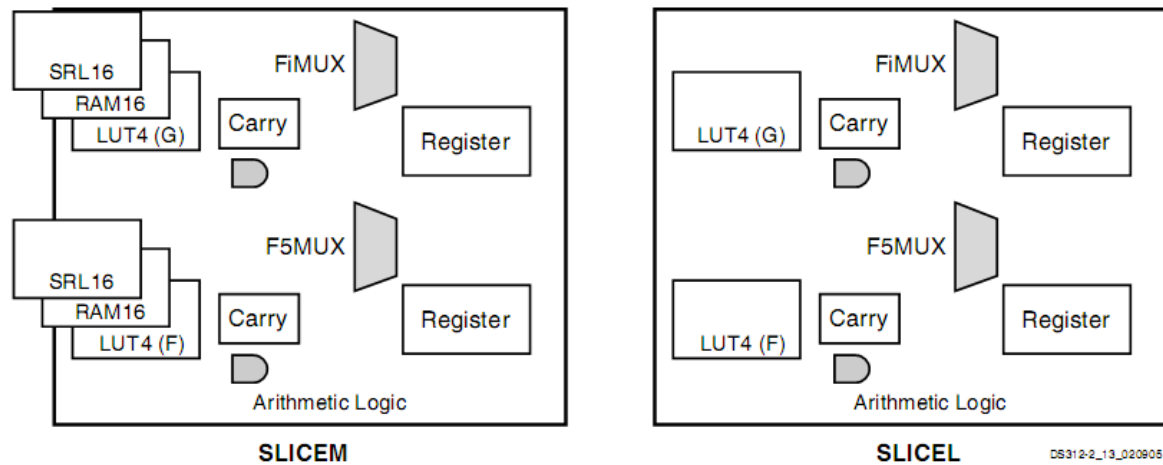 SRL16
RAM16
LUT4 (G)
Carry
FiMUX
Register
SRL16
RAM16
LUT4 (F)
Carry
F5MUX
Register
Arithmetic Logic
SLICEM
FiMUX
LUT4 (G)
Carry
Register
F5MUX
LUT4 (F)
Carry
Register
Arithmetic Logic
SLICEL
DS312-2_13_020905